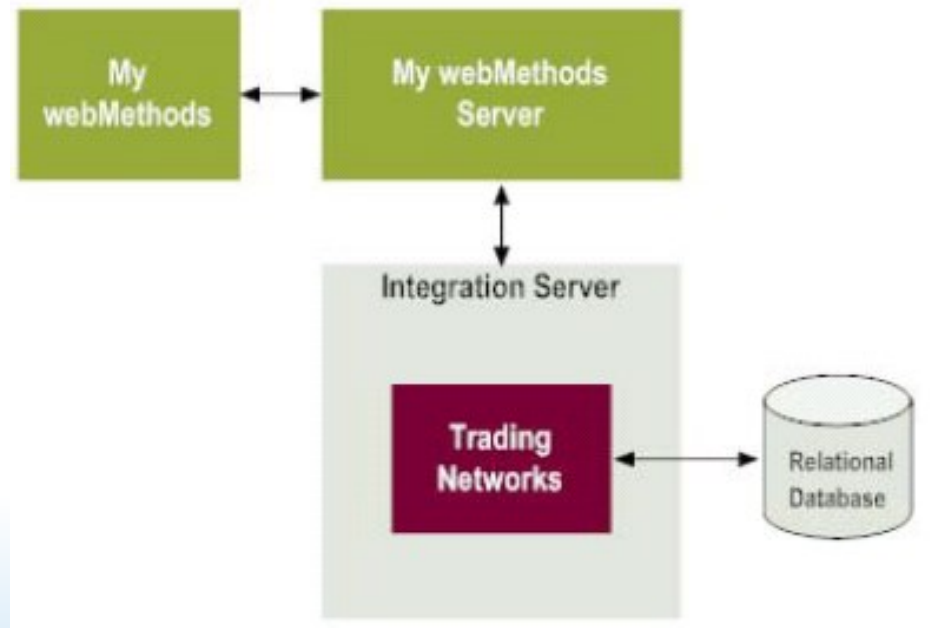 My
webMethods
My webMethods
Server
Integration Server
Trading
Networks
Relational
Database